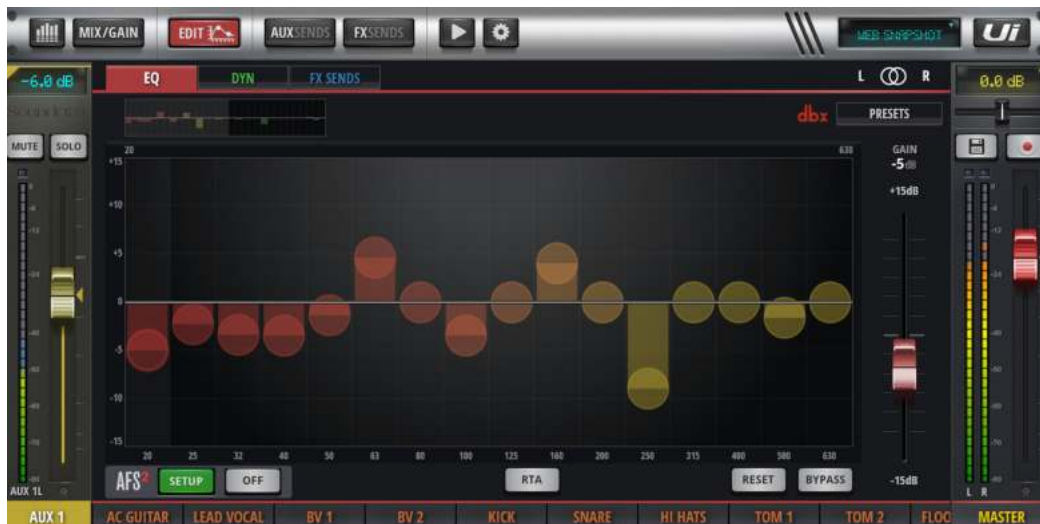 MIX/GAIN EDIT AUXSENDS FXSENDS WEB SNAPSHOT Ui
-6.0 dB EQ DYN FX SENDS L R 0.0 dB
dbx PRESETS
MUTE SOLO
20 630 GAIN
-5 dB
+15 +15dB
+10
+5
0
-5
-10
-15
20 25 32 40 50 63 80 100 125 160 200 250 315 400 500 630
AFS2 SETUP OFF RTA RESET BYPASS -15dB
AUX 1L L R
AUX 1 AC GUITAR LEAD VOCAL BV 1 BV 2 KICK SNARE HI HATS TOM 1 TOM 2 FLOO MASTER